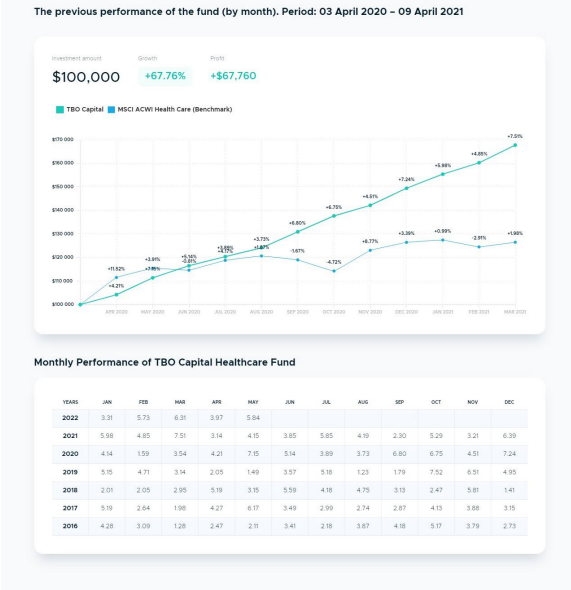 The previous performance of the fund (by month). Period: 03 April 2020 – 09 April 2021
Investment amount Growth Profit
$100,000 +67.76% +$67,760
TBO Capital MSCI ACWI Health Care (Benchmark)
$170 000
$160 000
$150 000
$140 000
$130 000
$120 000
$110 000
$100 000
+7.51%
+4.85%
+5.98%
+7.24%
+4.51%
+6.75%
+6.80%
+3.73%
+3.89%
+5.14%
+7.15%
+4.21%
+11.52%
+3.91%
-0.81%
+4.17%
+1.87%
-1.67%
-4.72%
+8.77%
+3.39%
+0.99%
-2.91%
+1.98%
APR 2020 MAY 2020 JUN 2020 JUL 2020 AUG 2020 SEP 2020 OCT 2020 NOV 2020 DEC 2020 JAN 2021 FEB 2021 MAR 2021
Monthly Performance of TBO Capital Healthcare Fund
YEARS JAN FEB MAR APR MAY JUN JUL AUG SEP OCT NOV DEC
2022 3.31 5.73 6.31 3.97 5.84
2021 5.98 4.85 7.51 3.14 4.15 3.85 5.85 4.19 2.30 5.29 3.21 6.39
2020 4.14 1.59 3.54 4.21 7.15 5.14 3.89 3.73 6.80 6.75 4.51 7.24
2019 5.15 4.71 3.14 2.05 1.49 3.57 5.18 1.23 1.79 7.52 6.51 4.95
2018 2.01 2.05 2.95 5.19 3.15 5.59 4.18 4.75 3.13 2.47 5.81 1.41
2017 5.19 2.64 1.98 4.27 6.17 3.49 2.99 2.74 2.87 4.13 3.88 3.15
2016 4.28 3.09 1.28 2.47 2.11 3.41 2.18 3.87 4.18 5.17 3.79 2.73